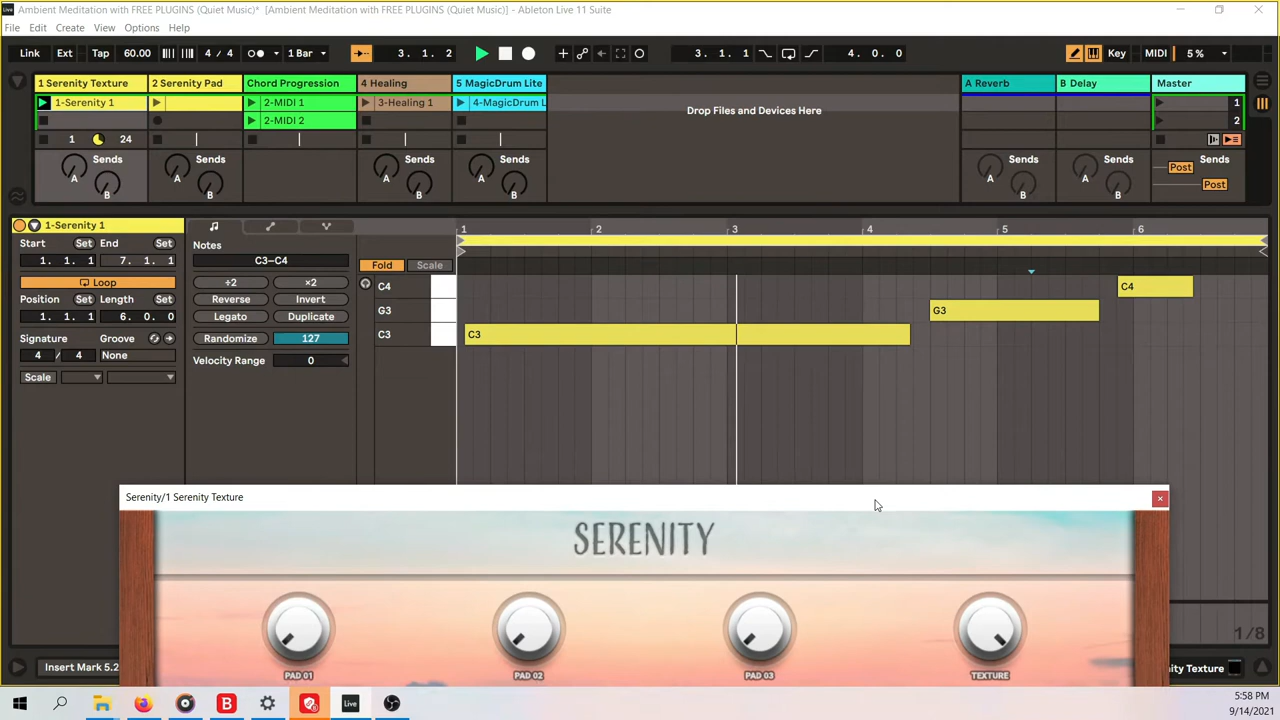 Live
Ambient Meditation with FREE PLUGINS (Quiet Music)* [Ambient Meditation with FREE PLUGINS (Quiet Music)] - Ableton Live 11 Suite
File Edit Create View Options Help
Link Ext Tap 60.00 4 / 4 1 Bar 3. 1. 2 3. 1. 1 4. 0. 0 Key MIDI 5 %
1 Serenity Texture 2 Serenity Pad Chord Progression 4 Healing 5 MagicDrum Lite A Reverb B Delay Master
1-Serenity 1 2-MIDI 1 3-Healing 1 4-MagicDrum L Drop Files and Devices Here 1
2-MIDI 2 2
1 24
Sends Sends Sends Sends Sends Sends Sends
A A A A A A Post
B B B B B B Post
1-Serenity 1
Start Set End Set
1. 1. 1 7. 1. 1
Loop
Position Set Length Set
1. 1. 1 6. 0. 0
Signature Groove
4 / 4 None
Scale
Notes
C3–C4
÷2 ×2
Reverse Invert
Legato Duplicate
Randomize 127
Velocity Range 0
1 2 3 4 5 6
Fold Scale
C4 C4
G3 G3
C3 C3
1/8
Serenity/1 Serenity Texture
SERENITY
PAD 01 PAD 02 PAD 03 TEXTURE
Insert Mark 5.2 nity Texture
B Live
5:58 PM
9/14/2021